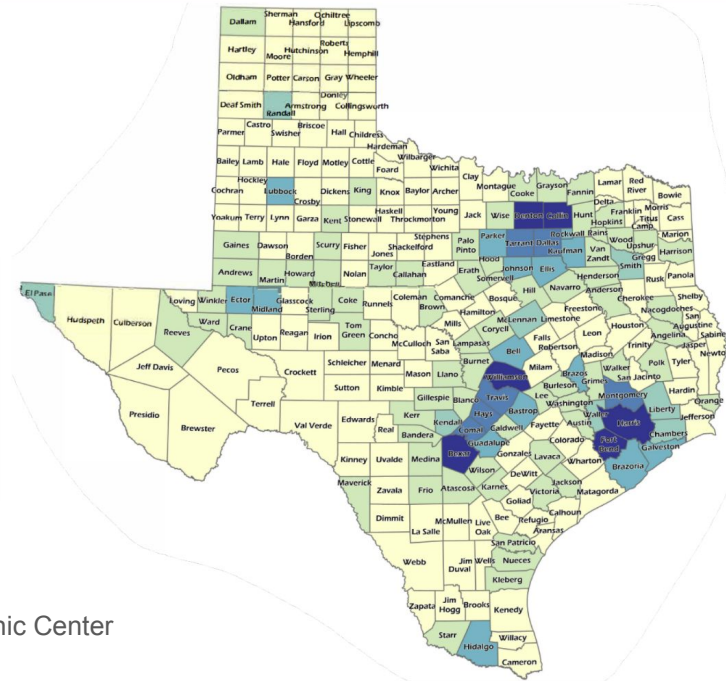 Dallam Sherman Hansford Ochiltree Lipscomb
Hartley Moore Hutchinson Roberts Hemphill
Oldham Potter Carson Gray Wheeler
Deaf Smith Randall Armstrong Donley Collingsworth
Parmer Castro Swisher Briscoe Hall Childress
Hardeman
Bailey Lamb Hale Floyd Motley Cottle Foard Wilbarger Wichita Clay Montague Cooke Grayson Fannin Lamar Red River Bowie
Cochran Hockley Lubbock Crosby Dickens King Knox Baylor Archer Jack Wise Denton Collin Hunt Delta Hopkins Franklin Titus Camp Morris Cass
Yoakum Terry Lynn Garza Kent Stonewall Haskell Throckmorton Young Parker Tarrant Dallas Rockwall Rains Wood Upshur Marion
Gaines Dawson Borden Scurry Fisher Jones Shackelford Stephens Palo Pinto Hood Johnson Ellis Kaufman Van Zandt Smith Gregg Harrison
Andrews Martin Howard Mitchell Nolan Taylor Callahan Eastland Erath Somervell Hill Navarro Henderson Rusk Panola
El Paso Hudspeth Culberson Loving Winkler Ector Midland Glasscock Sterling Coke Runnels Coleman Brown Comanche Bosque Hamilton McLennan Limestone Freestone Anderson Cherokee Nacogdoches Shelby
Reeves Ward Crane Upton Reagan Irion Tom Green Concho McCulloch San Saba Mills Lampasas Coryell Bell Falls Robertson Leon Houston Trinity Angelina San Augustine Sabine
Jeff Davis Pecos Crockett Schleicher Menard Mason Llano Burnet Williamson Milam Brazos Madison Grimes Walker San Jacinto Polk Tyler Jasper Newton
Presidio Brewster Terrell Sutton Kimble Gillespie Blanco Travis Lee Burleson Washington Montgomery Liberty Hardin Orange
Val Verde Edwards Real Kerr Kendall Hays Bastrop Fayette Austin Waller Harris Chambers Jefferson
Kinney Uvalde Bandera Medina Bexar Comal Guadalupe Caldwell Gonzales Lavaca Colorado Fort Bend Galveston
Maverick Zavala Frio Atascosa Wilson Karnes DeWitt Victoria Jackson Wharton Matagorda Brazoria
Dimmit La Salle McMullen Live Oak Bee Goliad Refugio Calhoun Aransas
Webb Duval Jim Wells San Patricio Nueces Kleberg
Zapata Jim Hogg Brooks Kenedy
Starr Hidalgo Willacy Cameron
nic Center